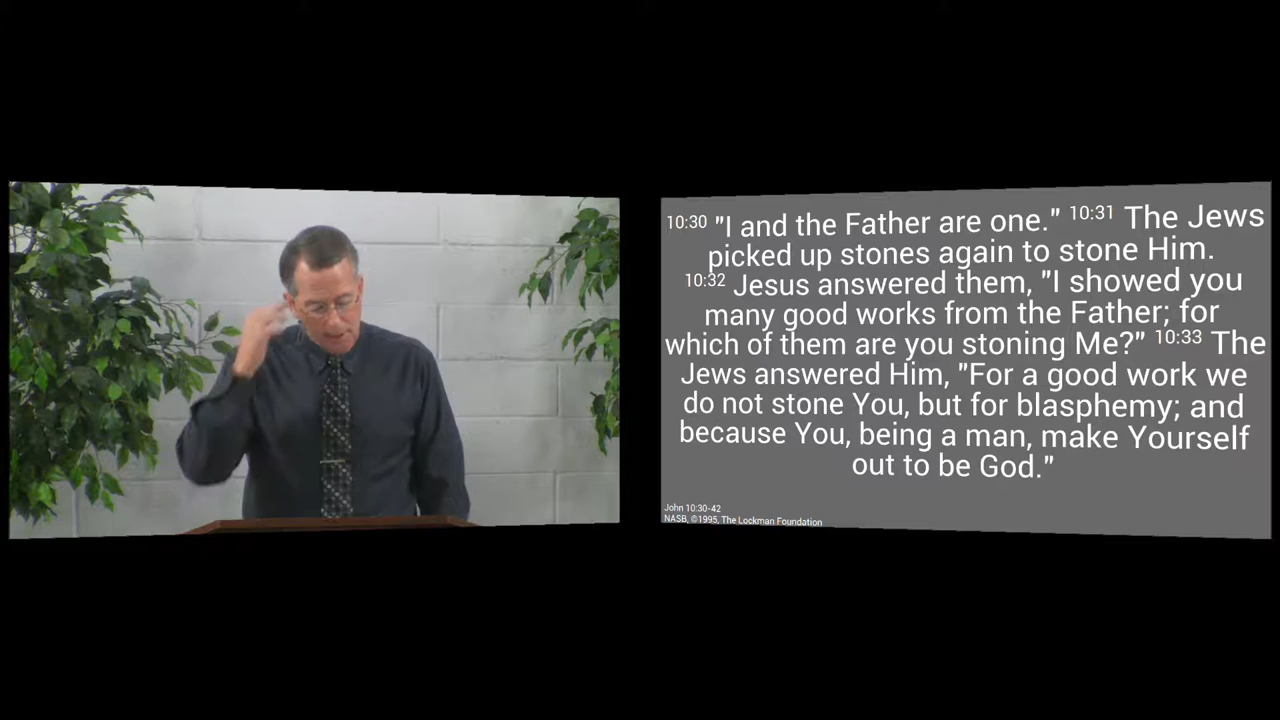 10:30 "I and the Father are one." 10:31 The Jews
picked up stones again to stone Him.
10:32 Jesus answered them, "I showed you
many good works from the Father; for
which of them are you stoning Me?" 10:33 The
Jews answered Him, "For a good work we
do not stone You, but for blasphemy; and
because You, being a man, make Yourself
out to be God."
John 10:30-42
NASB, ©1995, The Lockman Foundation